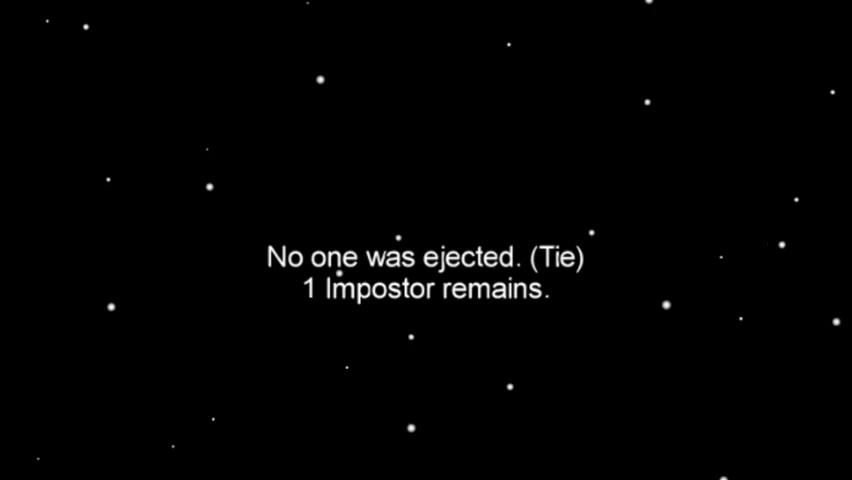 No one was ejected. (Tie)
1 Impostor remains.